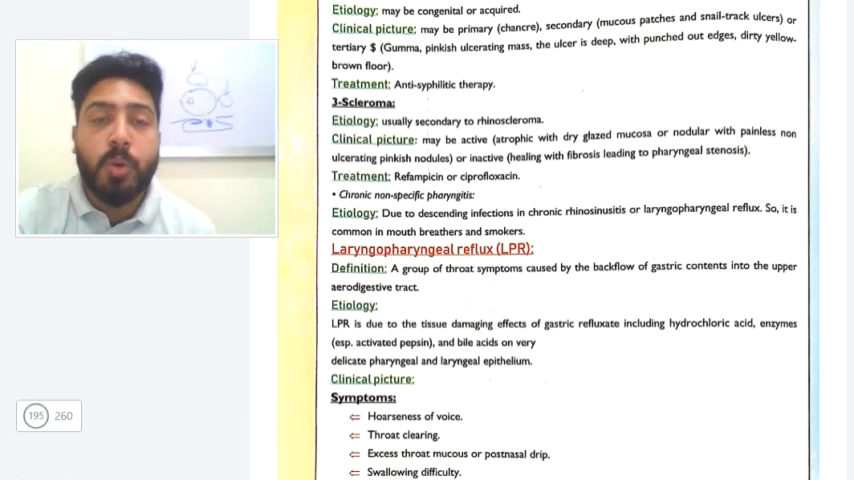 Etiology: may be congenital or acquired.
Clinical picture: may be primary (chancre), secondary (mucous patches and snail-track ulcers) or
tertiary $ (Gumma, pinkish ulcerating mass, the ulcer is deep, with punched out edges, dirty yellow-
brown floor).
Treatment: Anti-syphilitic therapy.
3-Scleroma:
Etiology: usually secondary to rhinoscleroma.
Clinical picture: may be active (atrophic with dry glazed mucosa or nodular with painless non
ulcerating pinkish nodules) or inactive (healing with fibrosis leading to pharyngeal stenosis).
Treatment: Refampicin or ciprofloxacin.
• Chronic non-specific pharyngitis:
Etiology: Due to descending infections in chronic rhinosinusitis or laryngopharyngeal reflux. So, it is
common in mouth breathers and smokers.
Laryngopharyngeal reflux (LPR):
Definition: A group of throat symptoms caused by the backflow of gastric contents into the upper
aerodigestive tract.
Etiology:
LPR is due to the tissue damaging effects of gastric refluxate including hydrochloric acid, enzymes
(esp. activated pepsin), and bile acids on very
delicate pharyngeal and laryngeal epithelium.
Clinical picture:
Symptoms:
⇐ Hoarseness of voice.
⇐ Throat clearing.
⇐ Excess throat mucous or postnasal drip.
⇐ Swallowing difficulty.
195 260